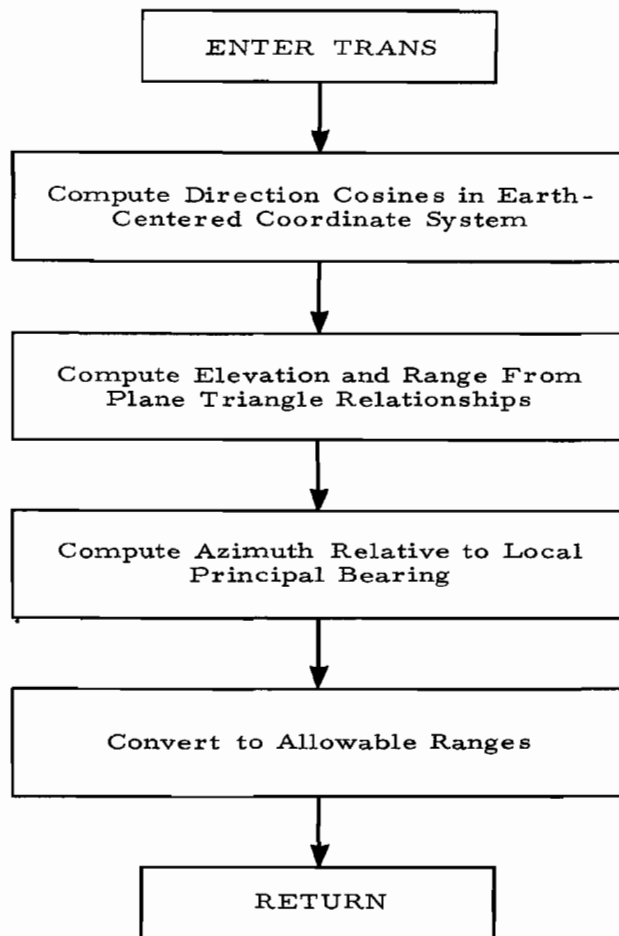 ENTER TRANS
Compute Direction Cosines in Earth-
Centered Coordinate System
Compute Elevation and Range From
Plane Triangle Relationships
Compute Azimuth Relative to Local
Principal Bearing
Convert to Allowable Ranges
RETURN